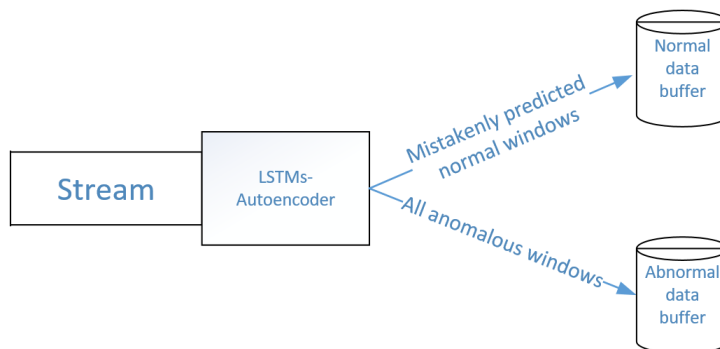 Stream
LSTMs-
Autoencoder
Mistakenly predicted
normal windows
All anomalous windows
Normal
data
buffer
Abnormal
data
buffer